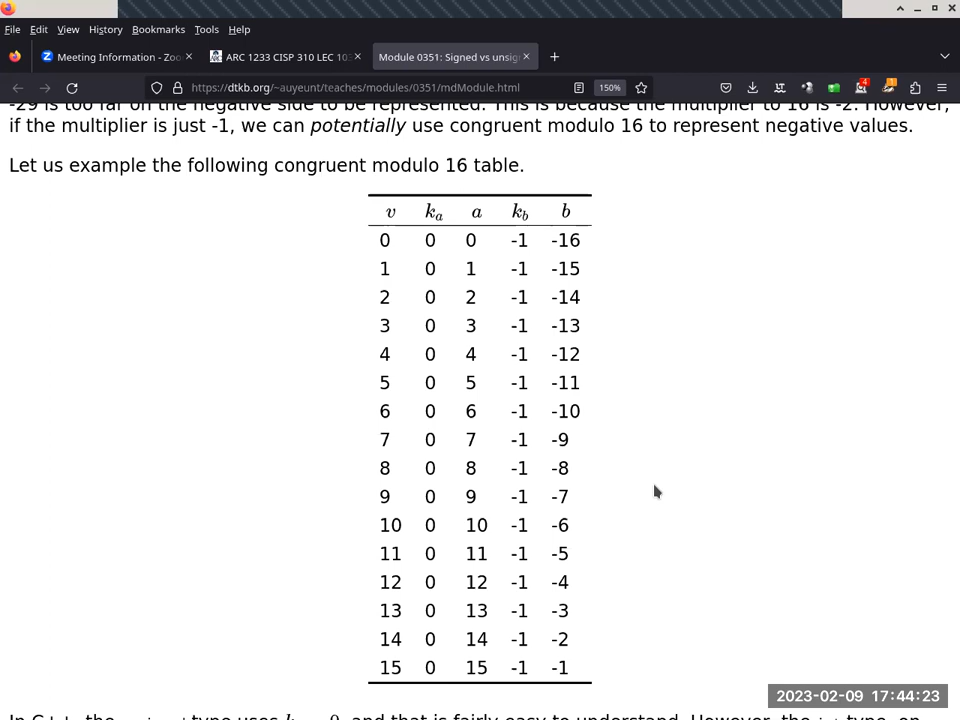 File Edit View History Bookmarks Tools Help
Meeting Information - Zoo
ARC 1233 CISP 310 LEC 10
Module 0351: Signed vs unsig
https://dtkb.org/~auyeunt/teaches/modules/0351/mdModule.html 150% 4
-29 is too far on the negative side to be represented. This is because the multiplier to 16 is -2. However,
if the multiplier is just -1, we can potentially use congruent modulo 16 to represent negative values.
Let us example the following congruent modulo 16 table.
v kₐ a k_b b
0 0 0 -1 -16
1 0 1 -1 -15
2 0 2 -1 -14
3 0 3 -1 -13
4 0 4 -1 -12
5 0 5 -1 -11
6 0 6 -1 -10
7 0 7 -1 -9
8 0 8 -1 -8
9 0 9 -1 -7
10 0 10 -1 -6
11 0 11 -1 -5
12 0 12 -1 -4
13 0 13 -1 -3
14 0 14 -1 -2
15 0 15 -1 -1
2023-02-09 17:44:23